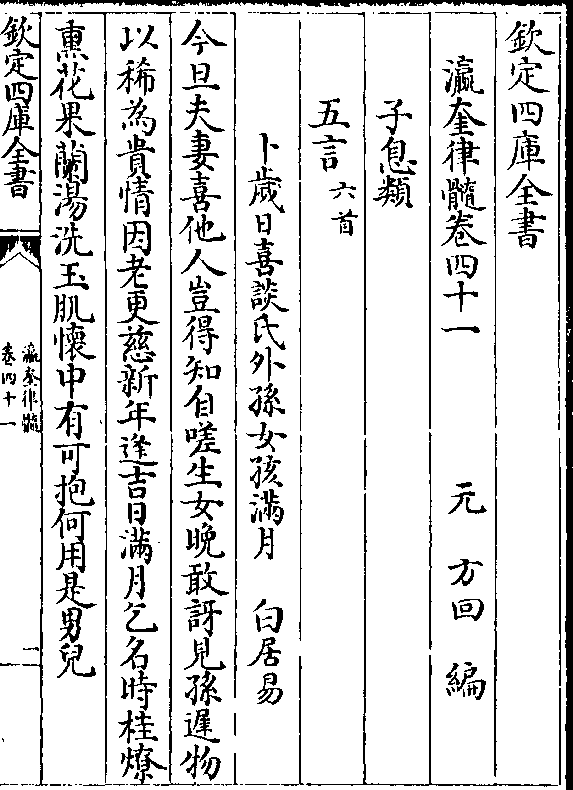 欽定四庫全書
瀛奎律髓卷四十一　元　方回　編
子息類
五言六首
卜歲日喜談氏外孫女孩滿月　白居易
今旦夫妻喜他人豈得知自嗟生女晚敢訝見孫遲物
以稀為貴情因老更慈新年逢吉日滿月乞名時桂燎
熏花果蘭湯洗玉肌懷中有可抱何用是男兒
欽定四庫全書
瀛奎律髓
卷四十一
一